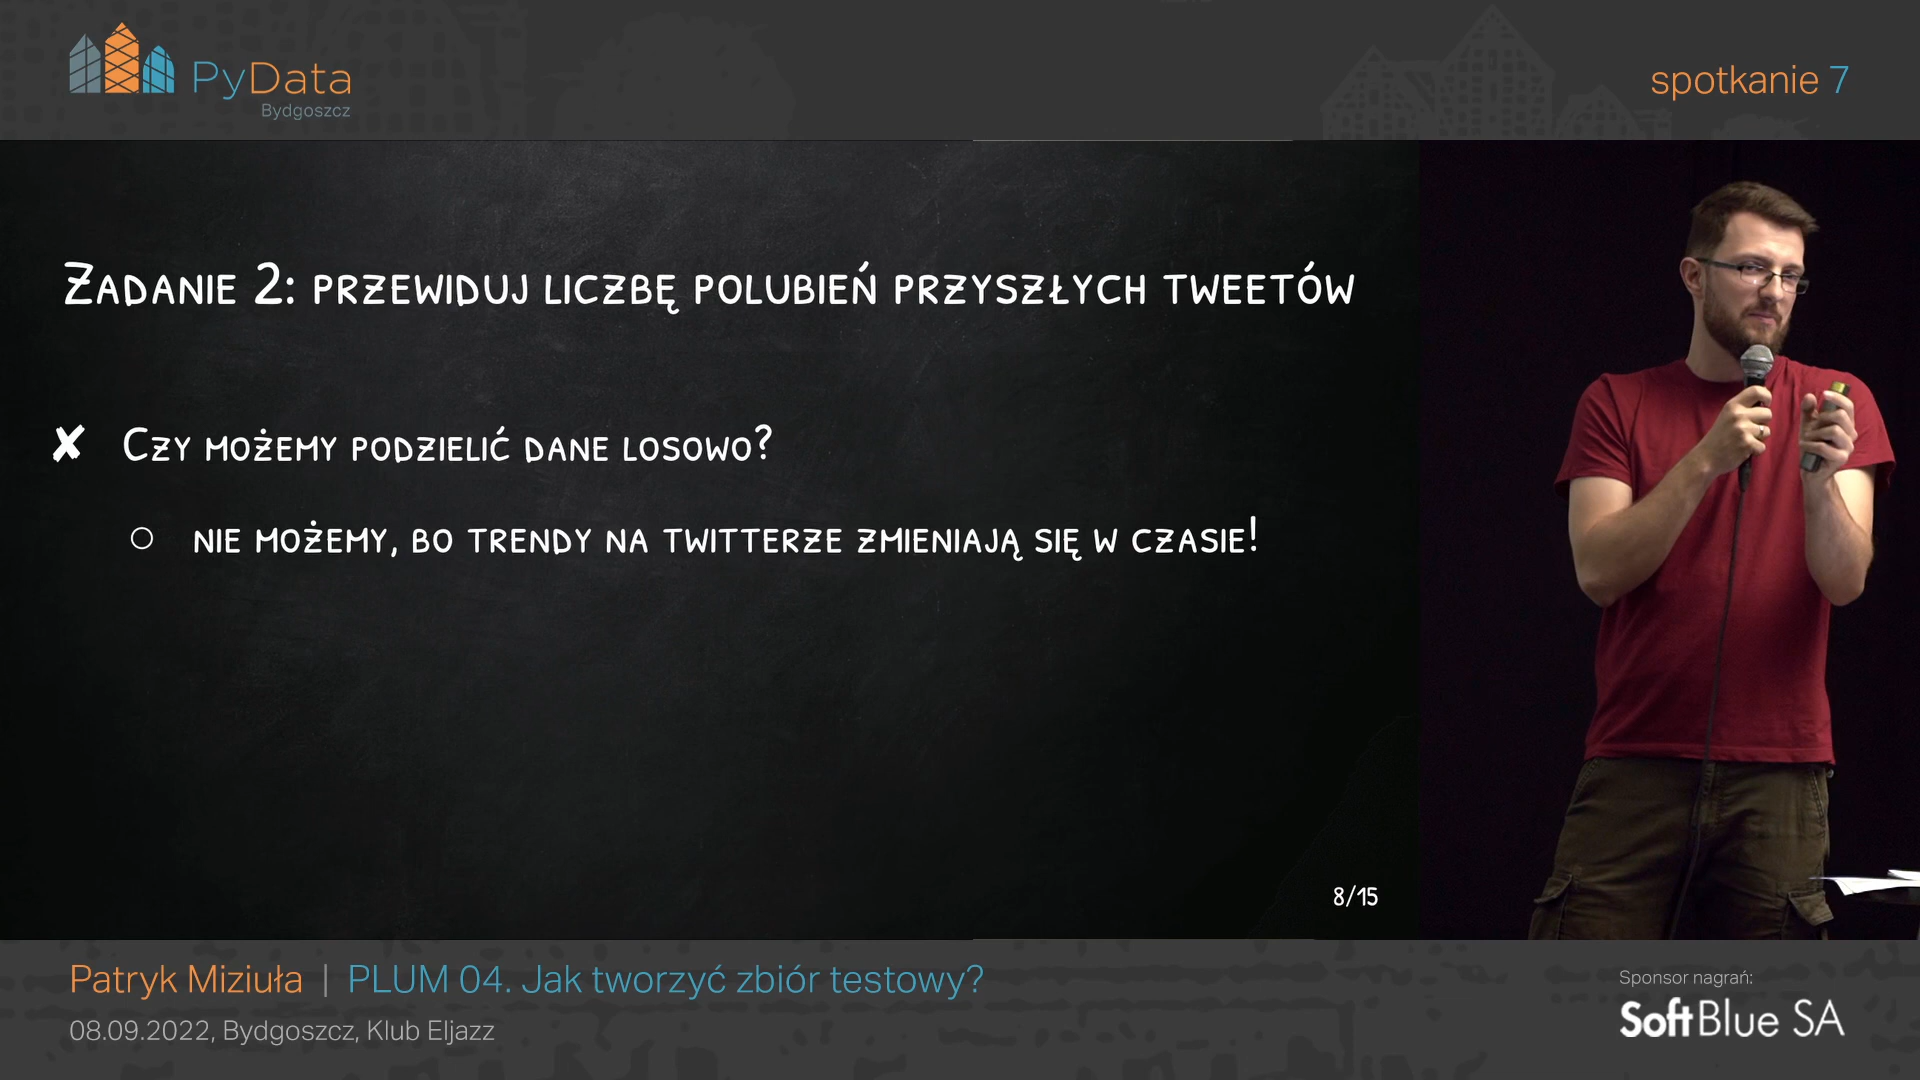 PyData
Bydgoszcz
spotkanie 7
Zadanie 2: przewiduj liczbę polubień przyszłych tweetów
✘ Czy możemy podzielić dane losowo?
○ nie możemy, bo trendy na twitterze zmieniają się w czasie!
8/15
Patryk Miziuła | PLUM 04. Jak tworzyć zbiór testowy?
08.09.2022, Bydgoszcz, Klub Eljazz
Sponsor nagrań:
SoftBlue SA